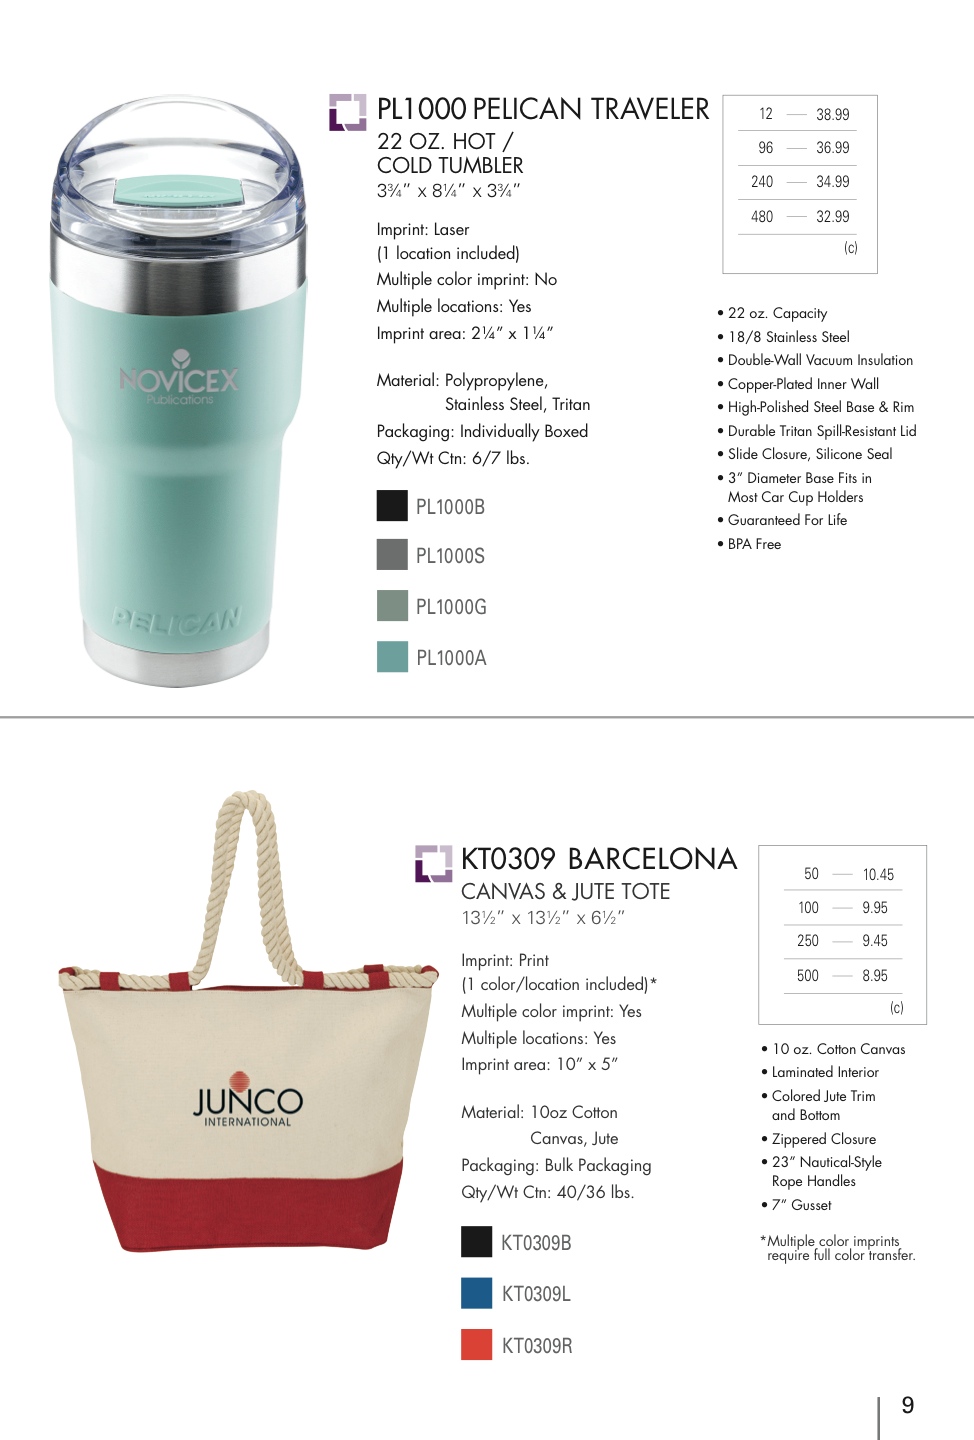 PL1000 PELICAN TRAVELER
22 OZ. HOT /
COLD TUMBLER
3¾” x 8¼” x 3¾”
Imprint: Laser
(1 location included)
Multiple color imprint: No
Multiple locations: Yes
Imprint area: 2¼” x 1¼”
Material: Polypropylene,
Stainless Steel, Tritan
Packaging: Individually Boxed
Qty/Wt Ctn: 6/7 lbs.
PL1000B
PL1000S
PL1000G
PL1000A
12 — 38.99
96 — 36.99
240 — 34.99
480 — 32.99
(c)
• 22 oz. Capacity
• 18/8 Stainless Steel
• Double-Wall Vacuum Insulation
• Copper-Plated Inner Wall
• High-Polished Steel Base & Rim
• Durable Tritan Spill-Resistant Lid
• Slide Closure, Silicone Seal
• 3” Diameter Base Fits in
Most Car Cup Holders
• Guaranteed For Life
• BPA Free
NOVICEX
Publications
PELICAN
KT0309 BARCELONA
CANVAS & JUTE TOTE
13½” x 13½” x 6½”
Imprint: Print
(1 color/location included)*
Multiple color imprint: Yes
Multiple locations: Yes
Imprint area: 10” x 5”
Material: 10oz Cotton
Canvas, Jute
Packaging: Bulk Packaging
Qty/Wt Ctn: 40/36 lbs.
KT0309B
KT0309L
KT0309R
50 — 10.45
100 — 9.95
250 — 9.45
500 — 8.95
(c)
• 10 oz. Cotton Canvas
• Laminated Interior
• Colored Jute Trim
and Bottom
• Zippered Closure
• 23” Nautical-Style
Rope Handles
• 7” Gusset
*Multiple color imprints
require full color transfer.
JUNCO
INTERNATIONAL
9